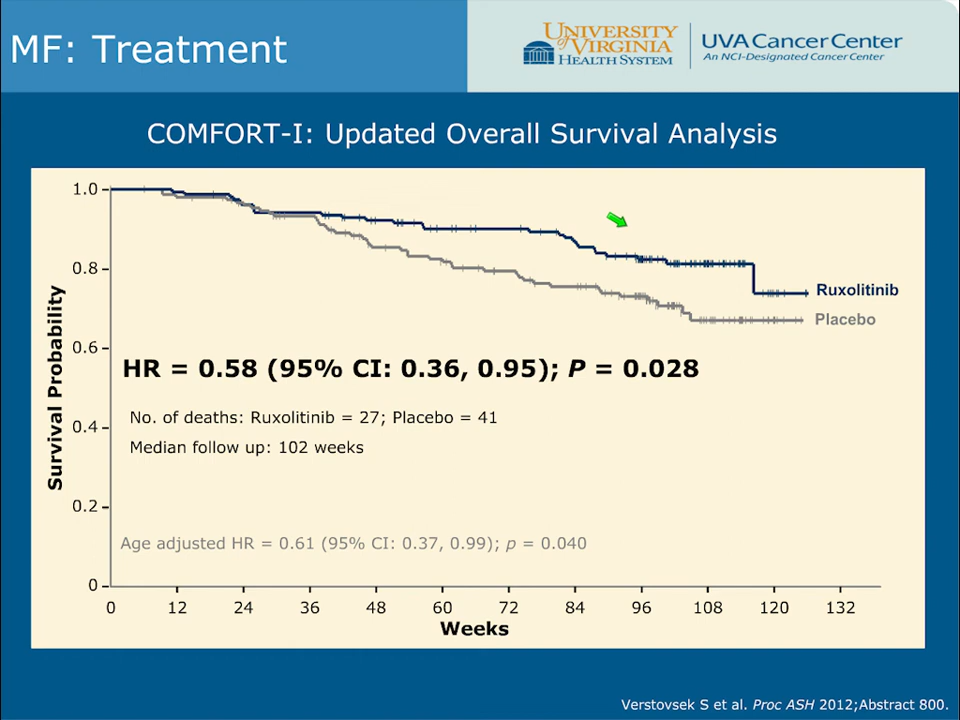 MF: Treatment
UNIVERSITY
of VIRGINIA
HEALTH SYSTEM
UVA Cancer Center
An NCI-Designated Cancer Center
COMFORT-I: Updated Overall Survival Analysis
Survival Probability
1.0
0.8
0.6
0.4
0.2
0
Ruxolitinib
Placebo
HR = 0.58 (95% CI: 0.36, 0.95); P = 0.028
No. of deaths: Ruxolitinib = 27; Placebo = 41
Median follow up: 102 weeks
Age adjusted HR = 0.61 (95% CI: 0.37, 0.99); p = 0.040
0 12 24 36 48 60 72 84 96 108 120 132
Weeks
Verstovsek S et al. Proc ASH 2012;Abstract 800.